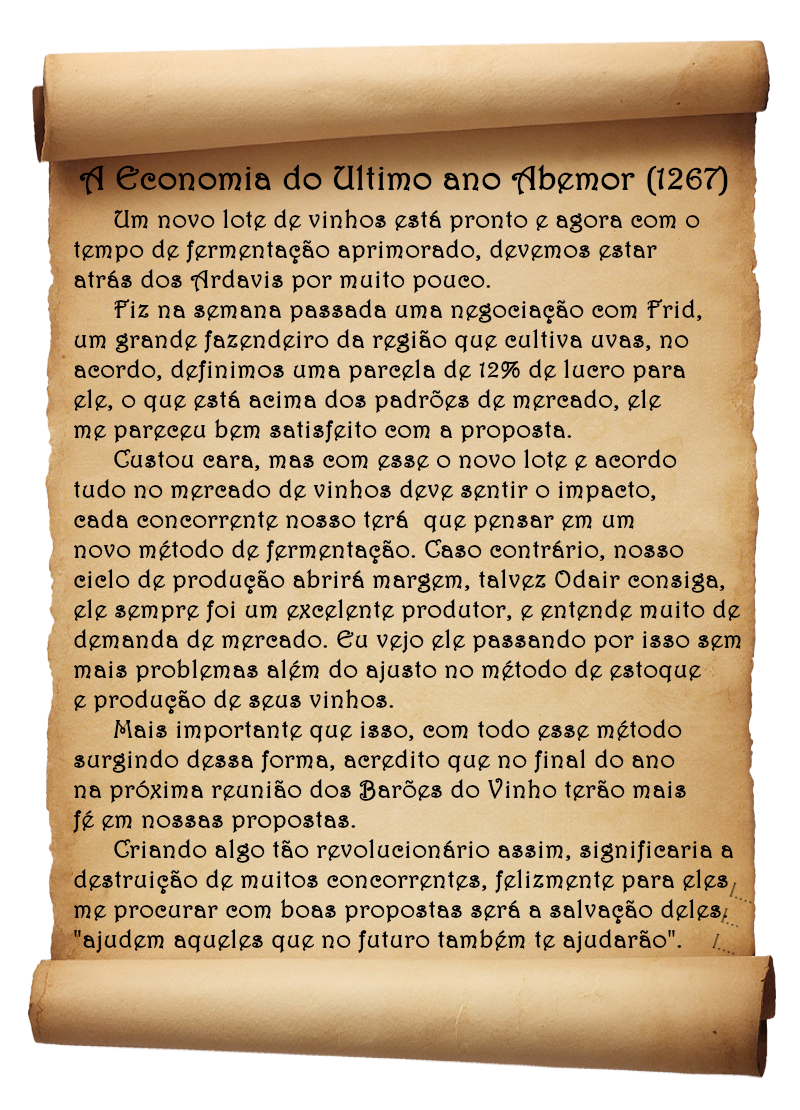 A Economia do Ultimo ano Abemor (1267)
Um novo lote de vinhos está pronto e agora com o
tempo de fermentação aprimorado, devemos estar
atrás dos Ardavis por muito pouco.
Fiz na semana passada uma negociação com Frid,
um grande fazendeiro da região que cultiva uvas, no
acordo, definimos uma parcela de 12% de lucro para
ele, o que está acima dos padrões de mercado, ele
me pareceu bem satisfeito com a proposta.
Custou cara, mas com esse o novo lote e acordo
tudo no mercado de vinhos deve sentir o impacto,
cada concorrente nosso terá  que pensar em um
novo método de fermentação. Caso contrário, nosso
ciclo de produção abrirá margem, talvez Odair consiga,
ele sempre foi um excelente produtor, e entende muito de
demanda de mercado. Eu vejo ele passando por isso sem
mais problemas além do ajusto no método de estoque
e produção de seus vinhos.
Mais importante que isso, com todo esse método
surgindo dessa forma, acredito que no final do ano
na próxima reunião dos Barões do Vinho terão mais
fé em nossas propostas.
Criando algo tão revolucionário assim, significaria a
destruição de muitos concorrentes, felizmente para eles
me procurar com boas propostas será a salvação deles,
"ajudem aqueles que no futuro também te ajudarão".